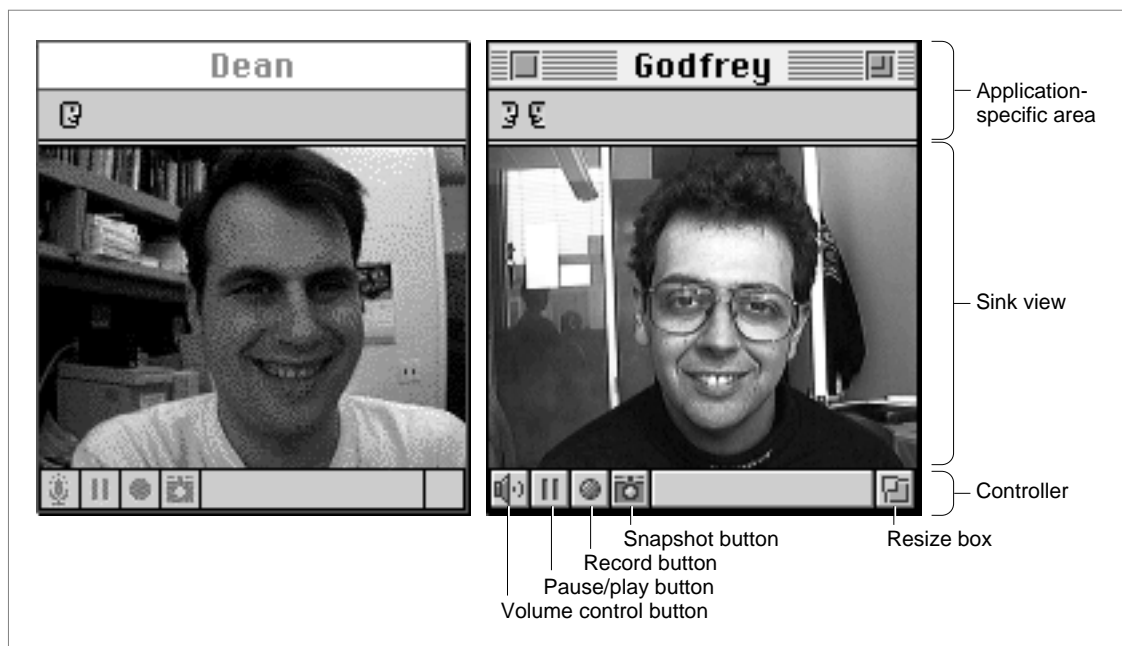 Dean
Godfrey
Application-
specific area
Sink view
Controller
Snapshot button
Resize box
Record button
Pause/play button
Volume control button